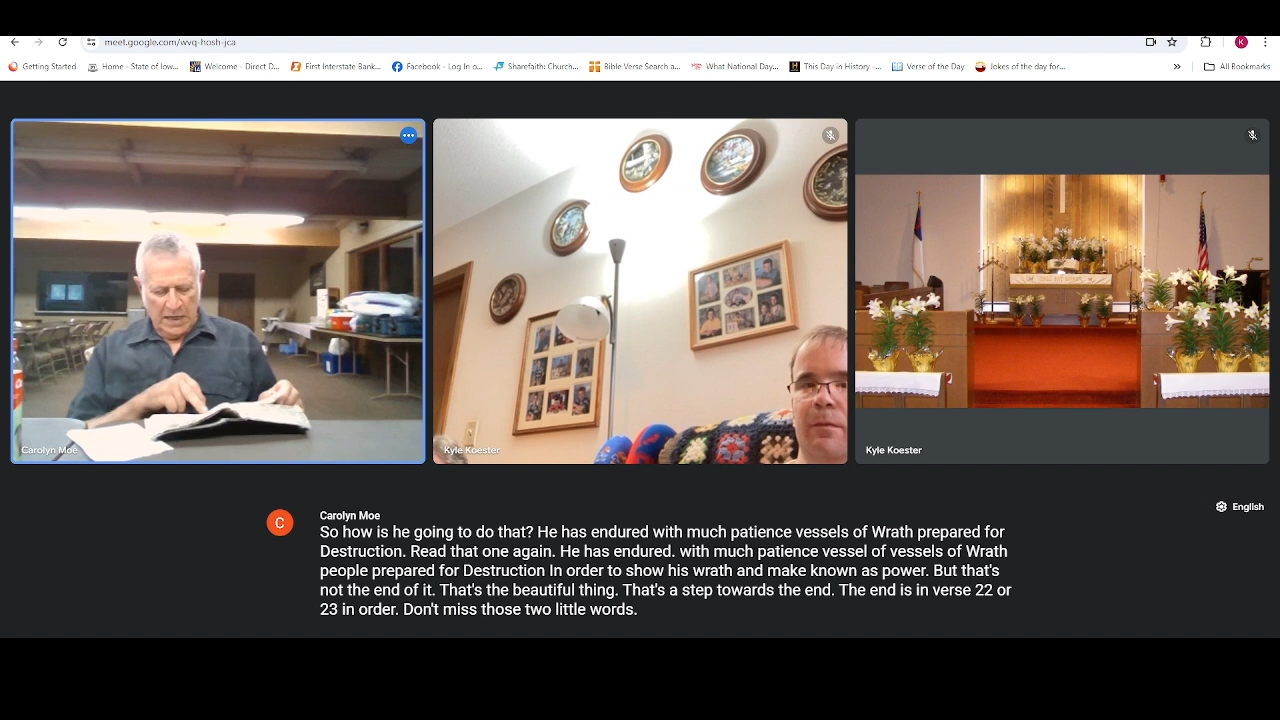 meet.google.com/wvq-hosh-jca
K
Getting Started
Home - State of Iow...
Welcome - Direct D...
First Interstate Bank...
Facebook - Log In o...
Sharefaith: Church...
Bible Verse Search a...
What National Day...
This Day in History -...
Verse of the Day
Jokes of the day for...
»
All Bookmarks
Carolyn Moe
Kyle Koester
Kyle Koester
English
C
Carolyn Moe
So how is he going to do that? He has endured with much patience vessels of Wrath prepared for
Destruction. Read that one again. He has endured. with much patience vessel of vessels of Wrath
people prepared for Destruction In order to show his wrath and make known as power. But that's
not the end of it. That's the beautiful thing. That's a step towards the end. The end is in verse 22 or
23 in order. Don't miss those two little words.